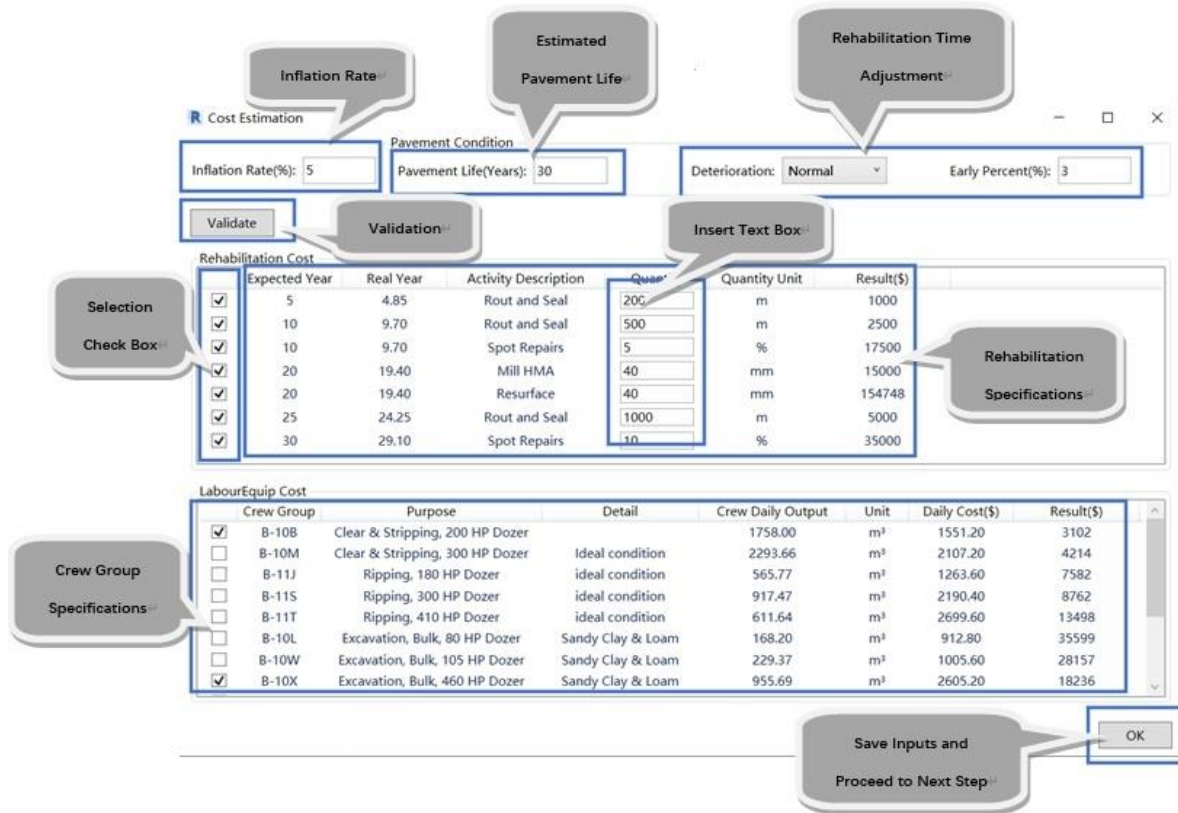 Estimated
Pavement Life
Rehabilitation Time
Adjustment
Inflation Rate
R Cost Estimation
Pavement Condition
Inflation Rate(%): 5 Pavement Life(Years): 30 Deterioration: Normal Early Percent(%): 3
Validate
Validation
Insert Text Box
Rehabilitation Cost
Expected Year Real Year Activity Description Quant Quantity Unit Result($)
5 4.85 Rout and Seal 200 m 1000
10 9.70 Rout and Seal 500 m 2500
10 9.70 Spot Repairs 5 % 17500
20 19.40 Mill HMA 40 mm 15000
20 19.40 Resurface 40 mm 154748
25 24.25 Rout and Seal 1000 m 5000
30 29.10 Spot Repairs 10 % 35000
Selection
Check Box
Rehabilitation
Specifications
LabourEquip Cost
Crew Group Purpose Detail Crew Daily Output Unit Daily Cost($) Result($)
B-10B Clear & Stripping, 200 HP Dozer 1758.00 m³ 1551.20 3102
B-10M Clear & Stripping, 300 HP Dozer Ideal condition 2293.66 m³ 2107.20 4214
B-11J Ripping, 180 HP Dozer ideal condition 565.77 m³ 1263.60 7582
B-11S Ripping, 300 HP Dozer ideal condition 917.47 m³ 2190.40 8762
B-11T Ripping, 410 HP Dozer ideal condition 611.64 m³ 2699.60 13498
B-10L Excavation, Bulk, 80 HP Dozer Sandy Clay & Loam 168.20 m³ 912.80 35599
B-10W Excavation, Bulk, 105 HP Dozer Sandy Clay & Loam 229.37 m³ 1005.60 28157
B-10X Excavation, Bulk, 460 HP Dozer Sandy Clay & Loam 955.69 m³ 2605.20 18236
Crew Group
Specifications
OK
Save Inputs and
Proceed to Next Step